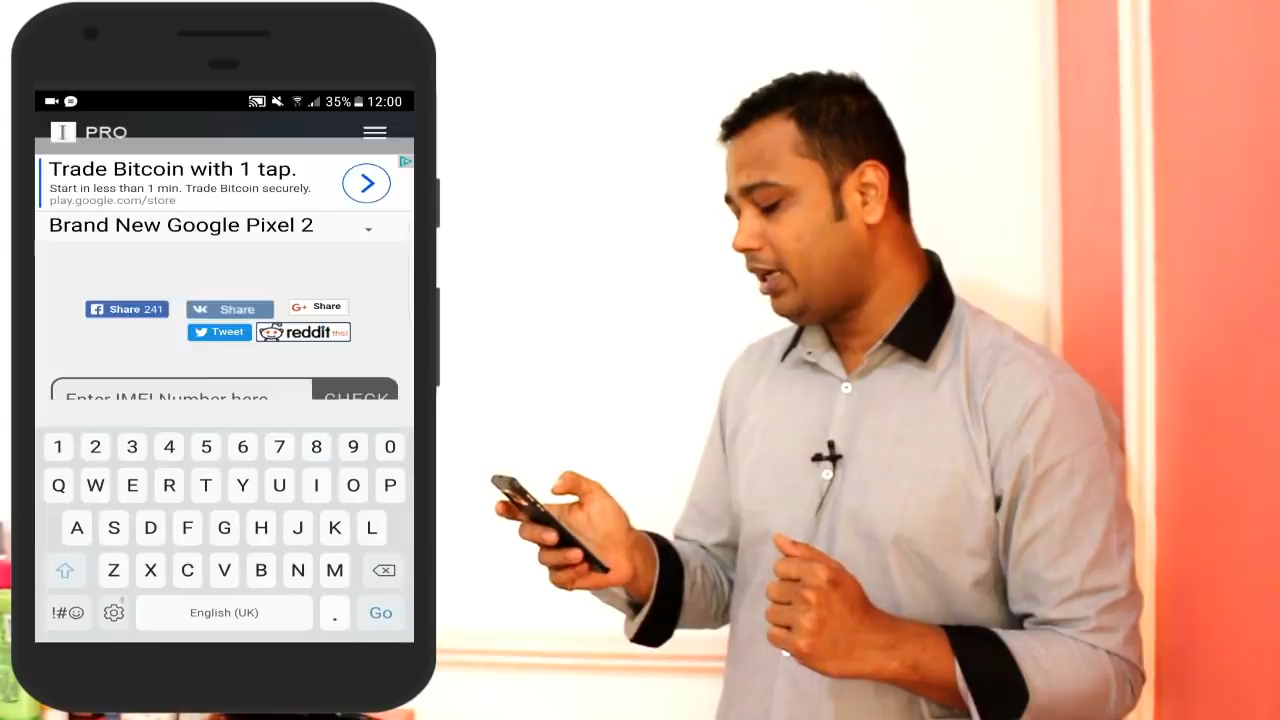 35% 12:00
I PRO
Trade Bitcoin with 1 tap.
Start in less than 1 min. Trade Bitcoin securely.
play.google.com/store
Brand New Google Pixel 2
Share 241
Share
G+ Share
Tweet
reddit this!
Enter IMEI Number here
CHECK
1 2 3 4 5 6 7 8 9 0
Q W E R T Y U I O P
A S D F G H J K L
Z X C V B N M
!#☺ English (UK) . Go